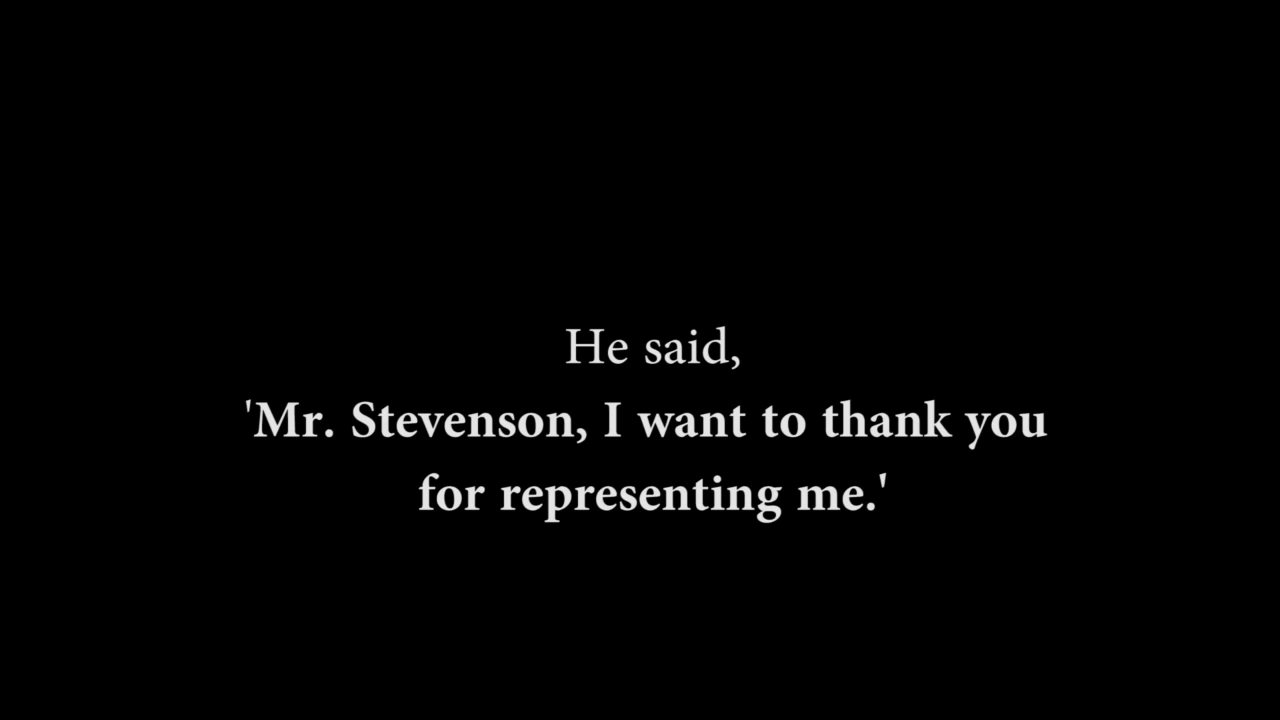 He said,
'Mr. Stevenson, I want to thank you
for representing me.'